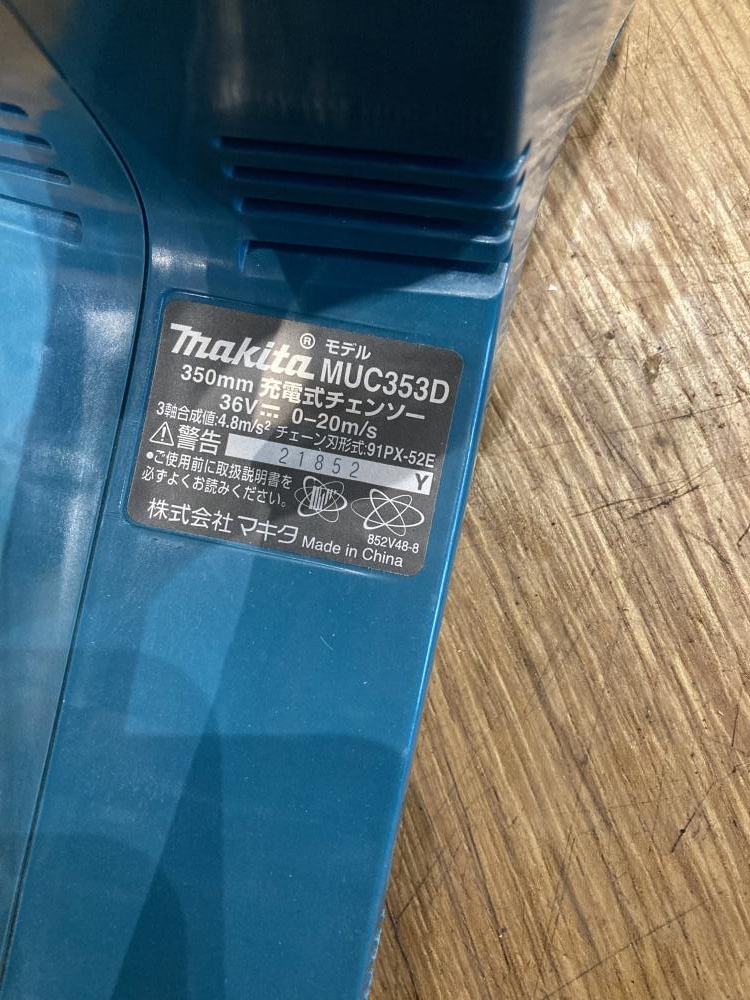 makita® モデル MUC353D
350mm 充電式チェンソー
36V⎓ 0-20m/s
3軸合成値:4.8m/s² チェーン刃形式:91PX-52E
⚠警告 21852 Y
•ご使用前に取扱説明書を
必ずよくお読みください。
852V48-8
株式会社 マキタ Made in China